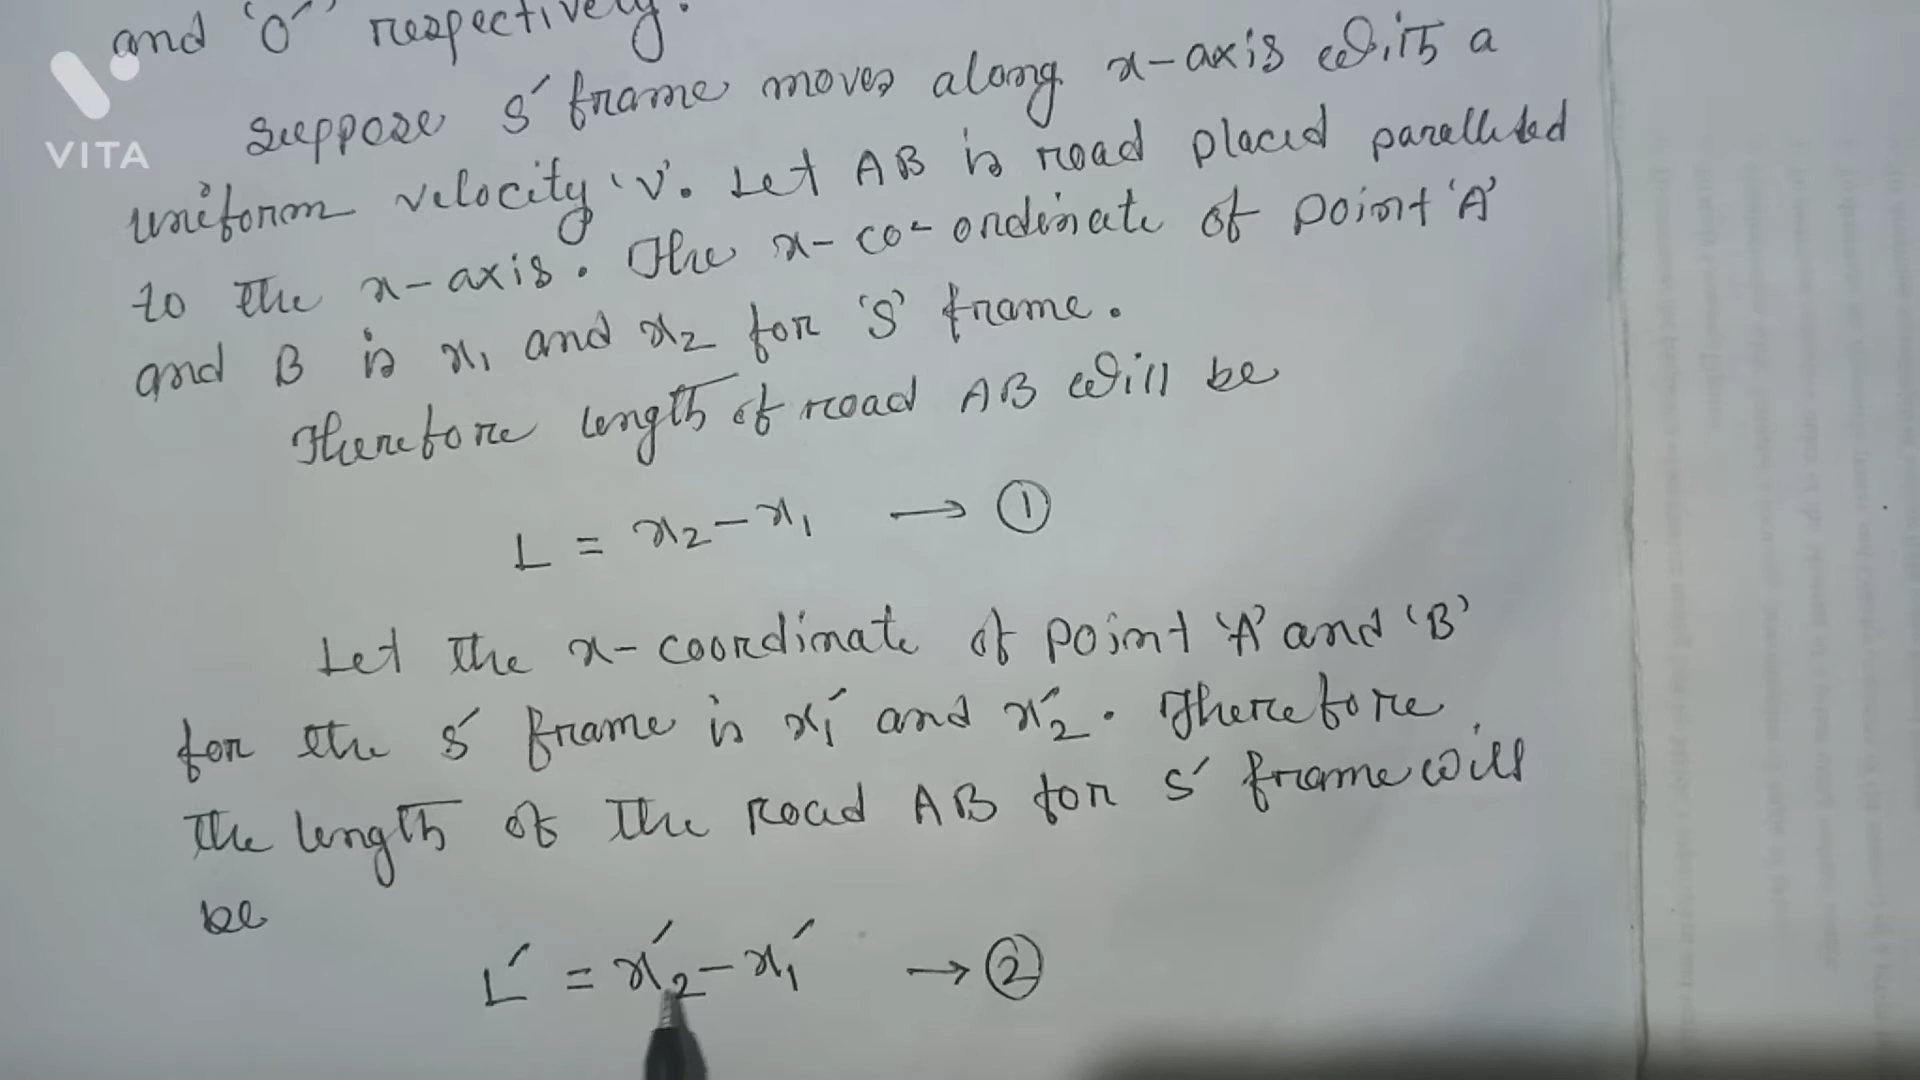 and 'O'' respectively.
Suppose S' frame moves along x-axis with a
uniform velocity 'v'. Let AB is road placed paralleled
to the x-axis. The x-co-ordinate of point 'A'
and B is x₁ and x₂ for 'S' frame.
Therefore length of road AB will be
L = x₂ - x₁ → ①
Let the x-coordinate of point 'A' and 'B'
for the S' frame is x₁' and x₂'. Therefore
the length of the road AB for S' frame will
be
L' = x₂' - x₁' → ②
VITA